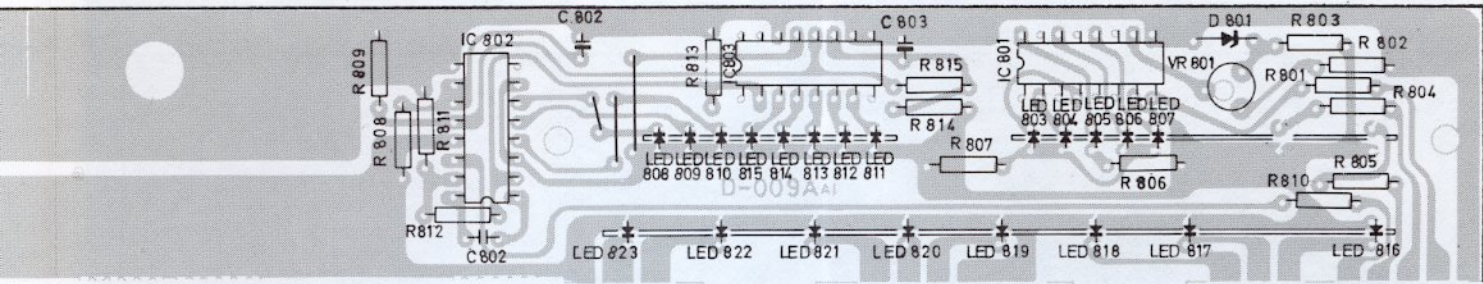 C.802
C 803
D 801
R 803
IC 802
R 802
R 809
R 813
IC803
IC 801
VR 801
R 815
R 801
R 804
R 808
R 811
R 814
LED 803
LED 804
LED 805
LED 806
LED 807
R 807
LED 808
LED 809
LED 810
LED 815
LED 814
LED 813
LED 812
LED 811
R 806
R 805
R810
D-009A A1
R812
C802
LED 823
LED 822
LED 821
LED 820
LED 819
LED 818
LED 817
LED 816